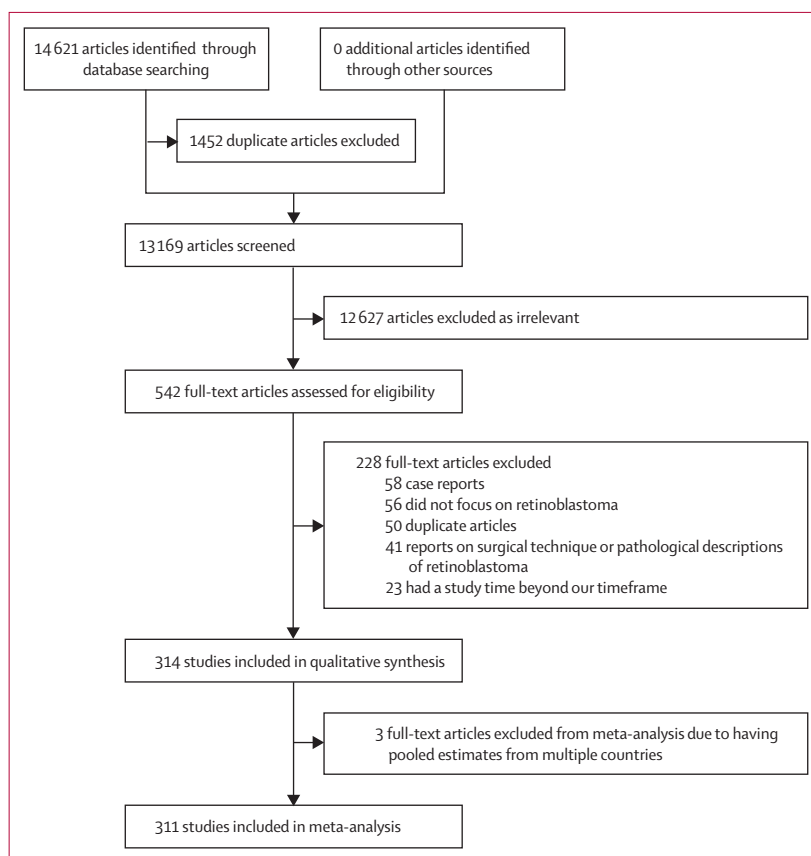 14 621 articles identified through
database searching
0 additional articles identified
through other sources
1452 duplicate articles excluded
13 169 articles screened
12 627 articles excluded as irrelevant
542 full-text articles assessed for eligibility
228 full-text articles excluded
58 case reports
56 did not focus on retinoblastoma
50 duplicate articles
41 reports on surgical technique or pathological descriptions
of retinoblastoma
23 had a study time beyond our timeframe
314 studies included in qualitative synthesis
3 full-text articles excluded from meta-analysis due to having
pooled estimates from multiple countries
311 studies included in meta-analysis